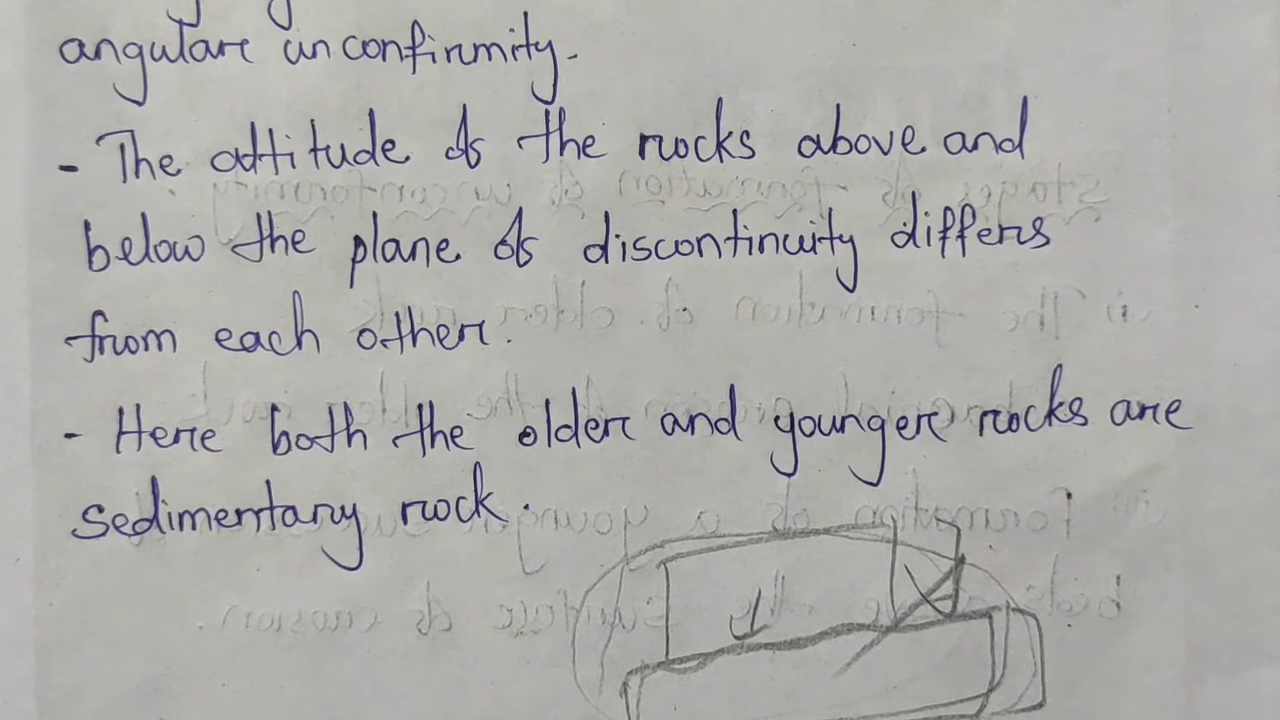 angular unconfirmity.
- The attitude of the rocks above and
below the plane of discontinuity differs
from each other.
- Here both the older and younger rocks are
sedimentary rock.